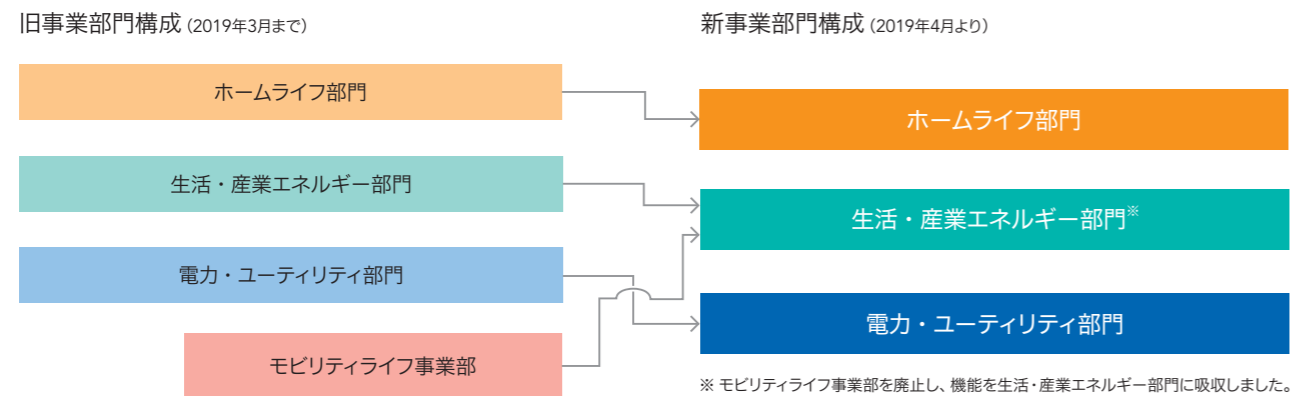 旧事業部門構成（2019年3月まで）
ホームライフ部門
生活・産業エネルギー部門
電力・ユーティリティ部門
モビリティライフ事業部
新事業部門構成（2019年4月より）
ホームライフ部門
生活・産業エネルギー部門※
電力・ユーティリティ部門
※ モビリティライフ事業部を廃止し、機能を生活・産業エネルギー部門に吸収しました。